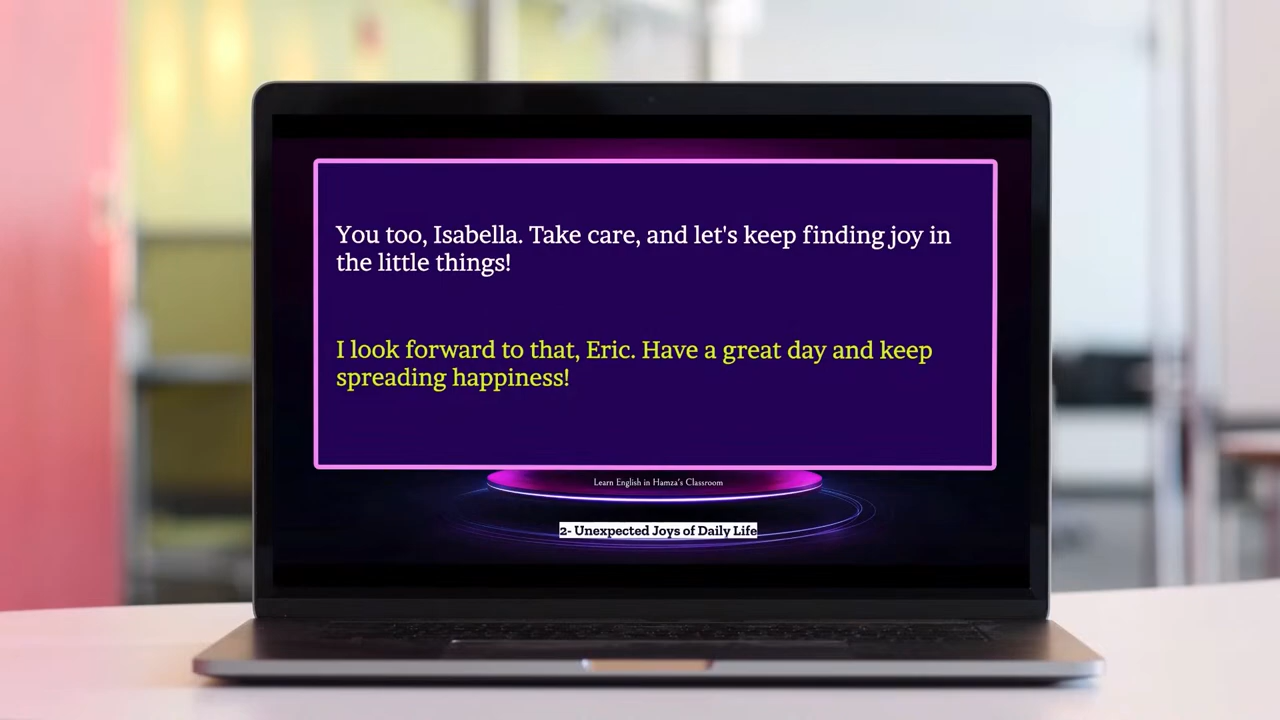 You too, Isabella. Take care, and let's keep finding joy in
the little things!
I look forward to that, Eric. Have a great day and keep
spreading happiness!
Learn English in Hamza's Classroom
2- Unexpected Joys of Daily Life